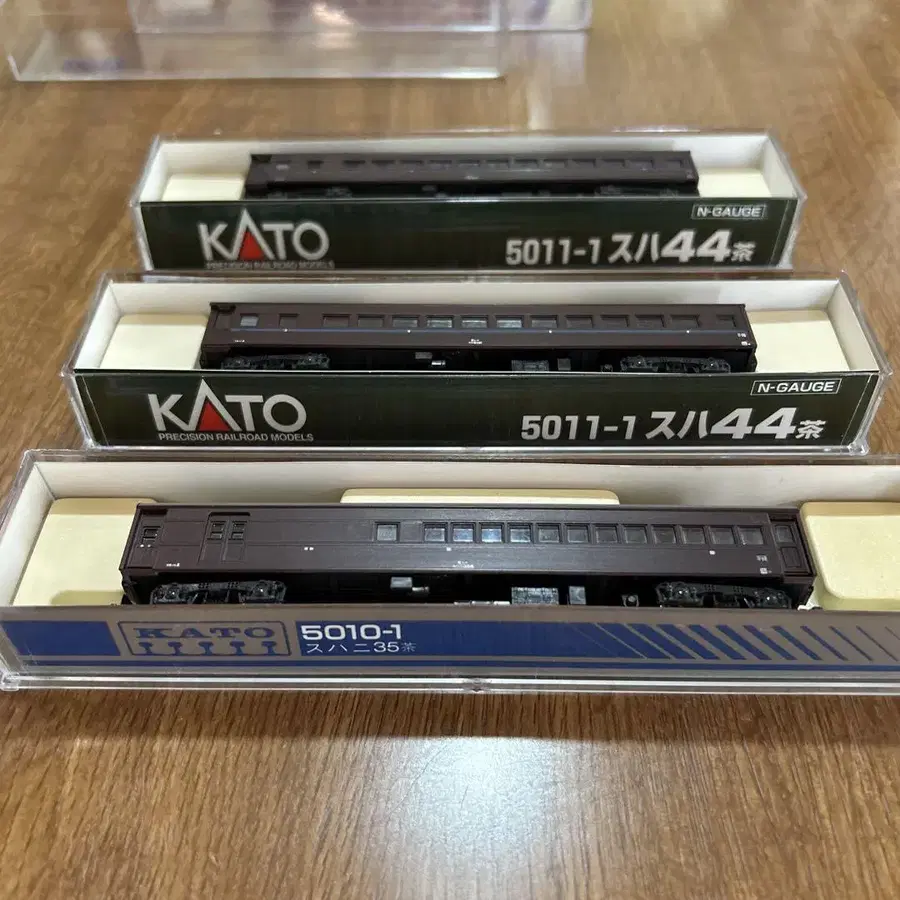 KATO
PRECISION RAILROAD MODELS
N-GAUGE
5011-1 スハ44茶
KATO
PRECISION RAILROAD MODELS
N-GAUGE
5011-1 スハ44茶
KATO
5010-1
スハニ35茶